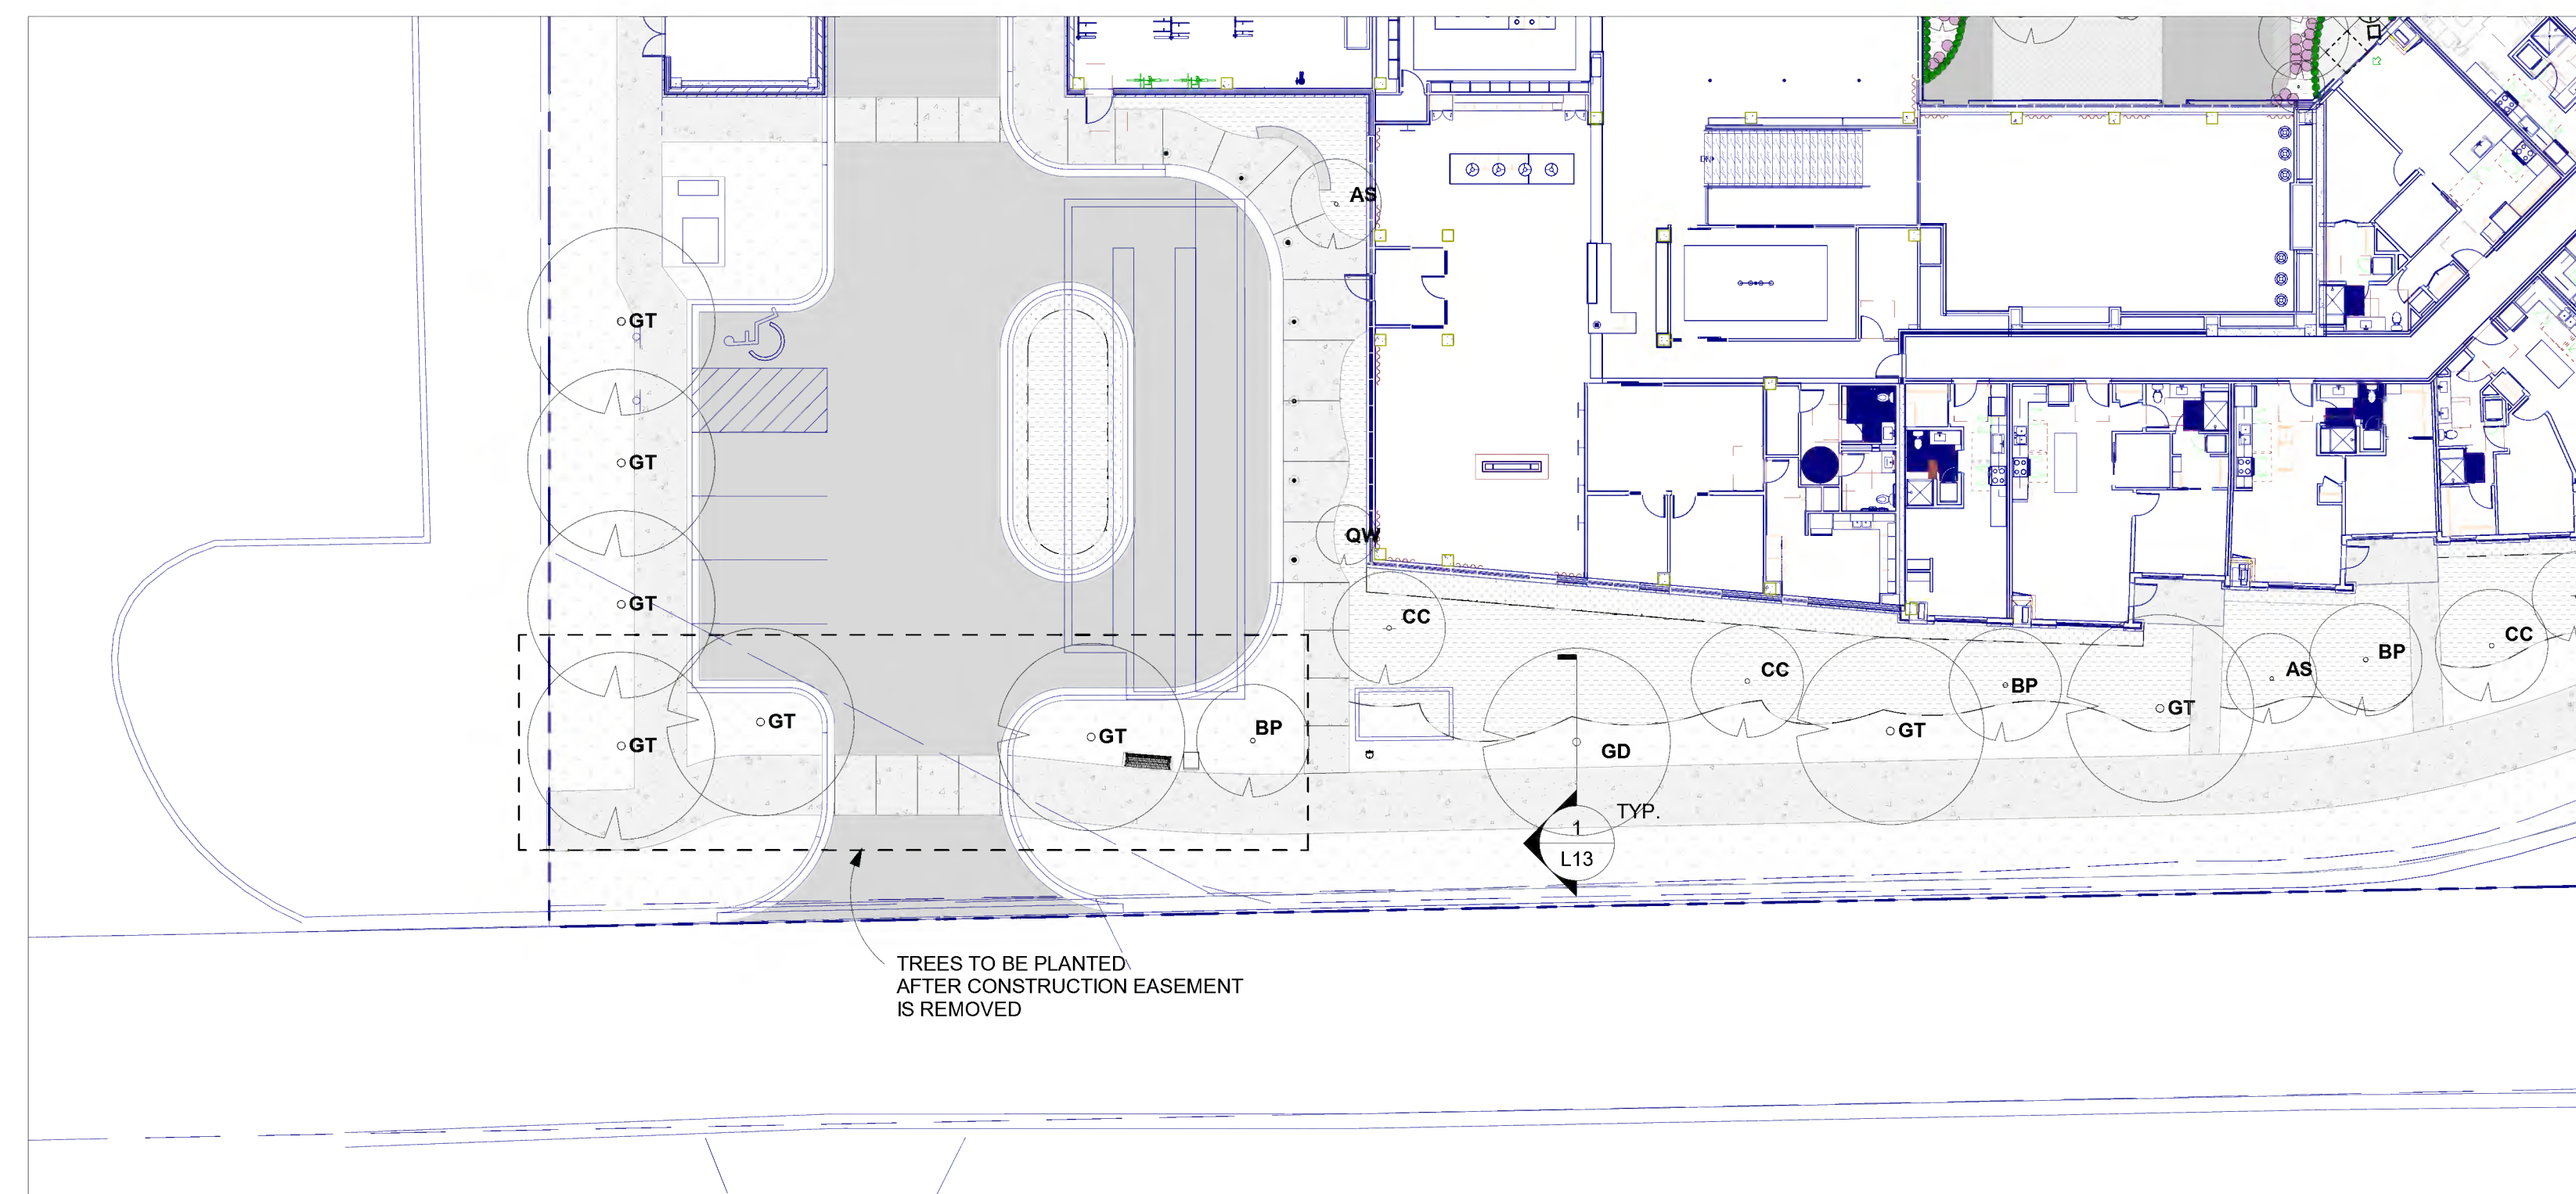 DN
AS
GT
GT
QW
GT
CC
CC
BP
AS
BP
CC
GT
GT
GT
BP
GD
GT
GT
TYP.
1
L13
TREES TO BE PLANTED
AFTER CONSTRUCTION EASEMENT
IS REMOVED